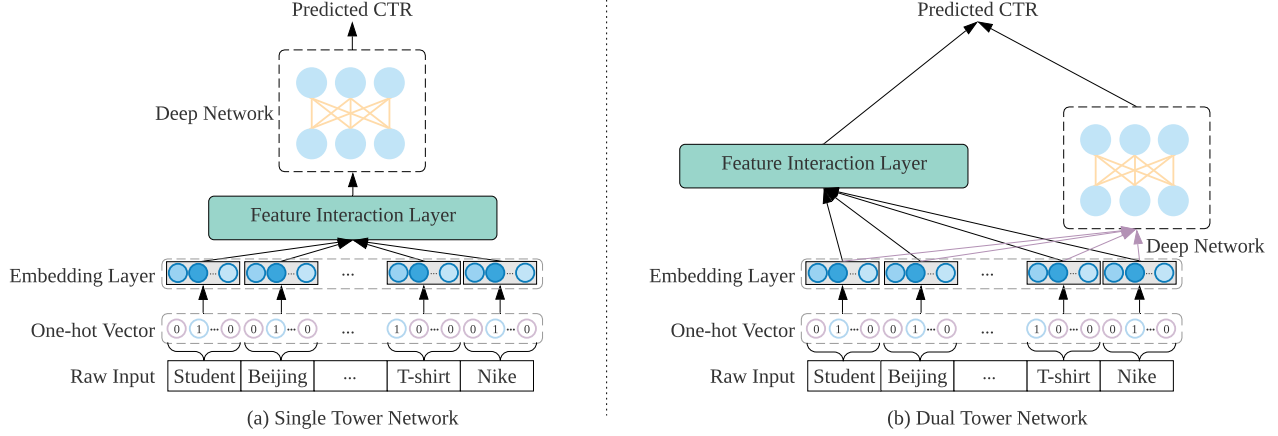 Predicted CTR
Deep Network
Feature Interaction Layer
Embedding Layer ... ... ... ... ...
One-hot Vector 0 1 ... 0 0 1 ... 0 ... 1 0 ... 0 0 1 ... 0
Raw Input Student Beijing ... T-shirt Nike
(a) Single Tower Network
Predicted CTR
Feature Interaction Layer
Deep Network
Embedding Layer ... ... ... ... ...
One-hot Vector 0 1 ... 0 0 1 ... 0 ... 1 0 ... 0 0 1 ... 0
Raw Input Student Beijing ... T-shirt Nike
(b) Dual Tower Network